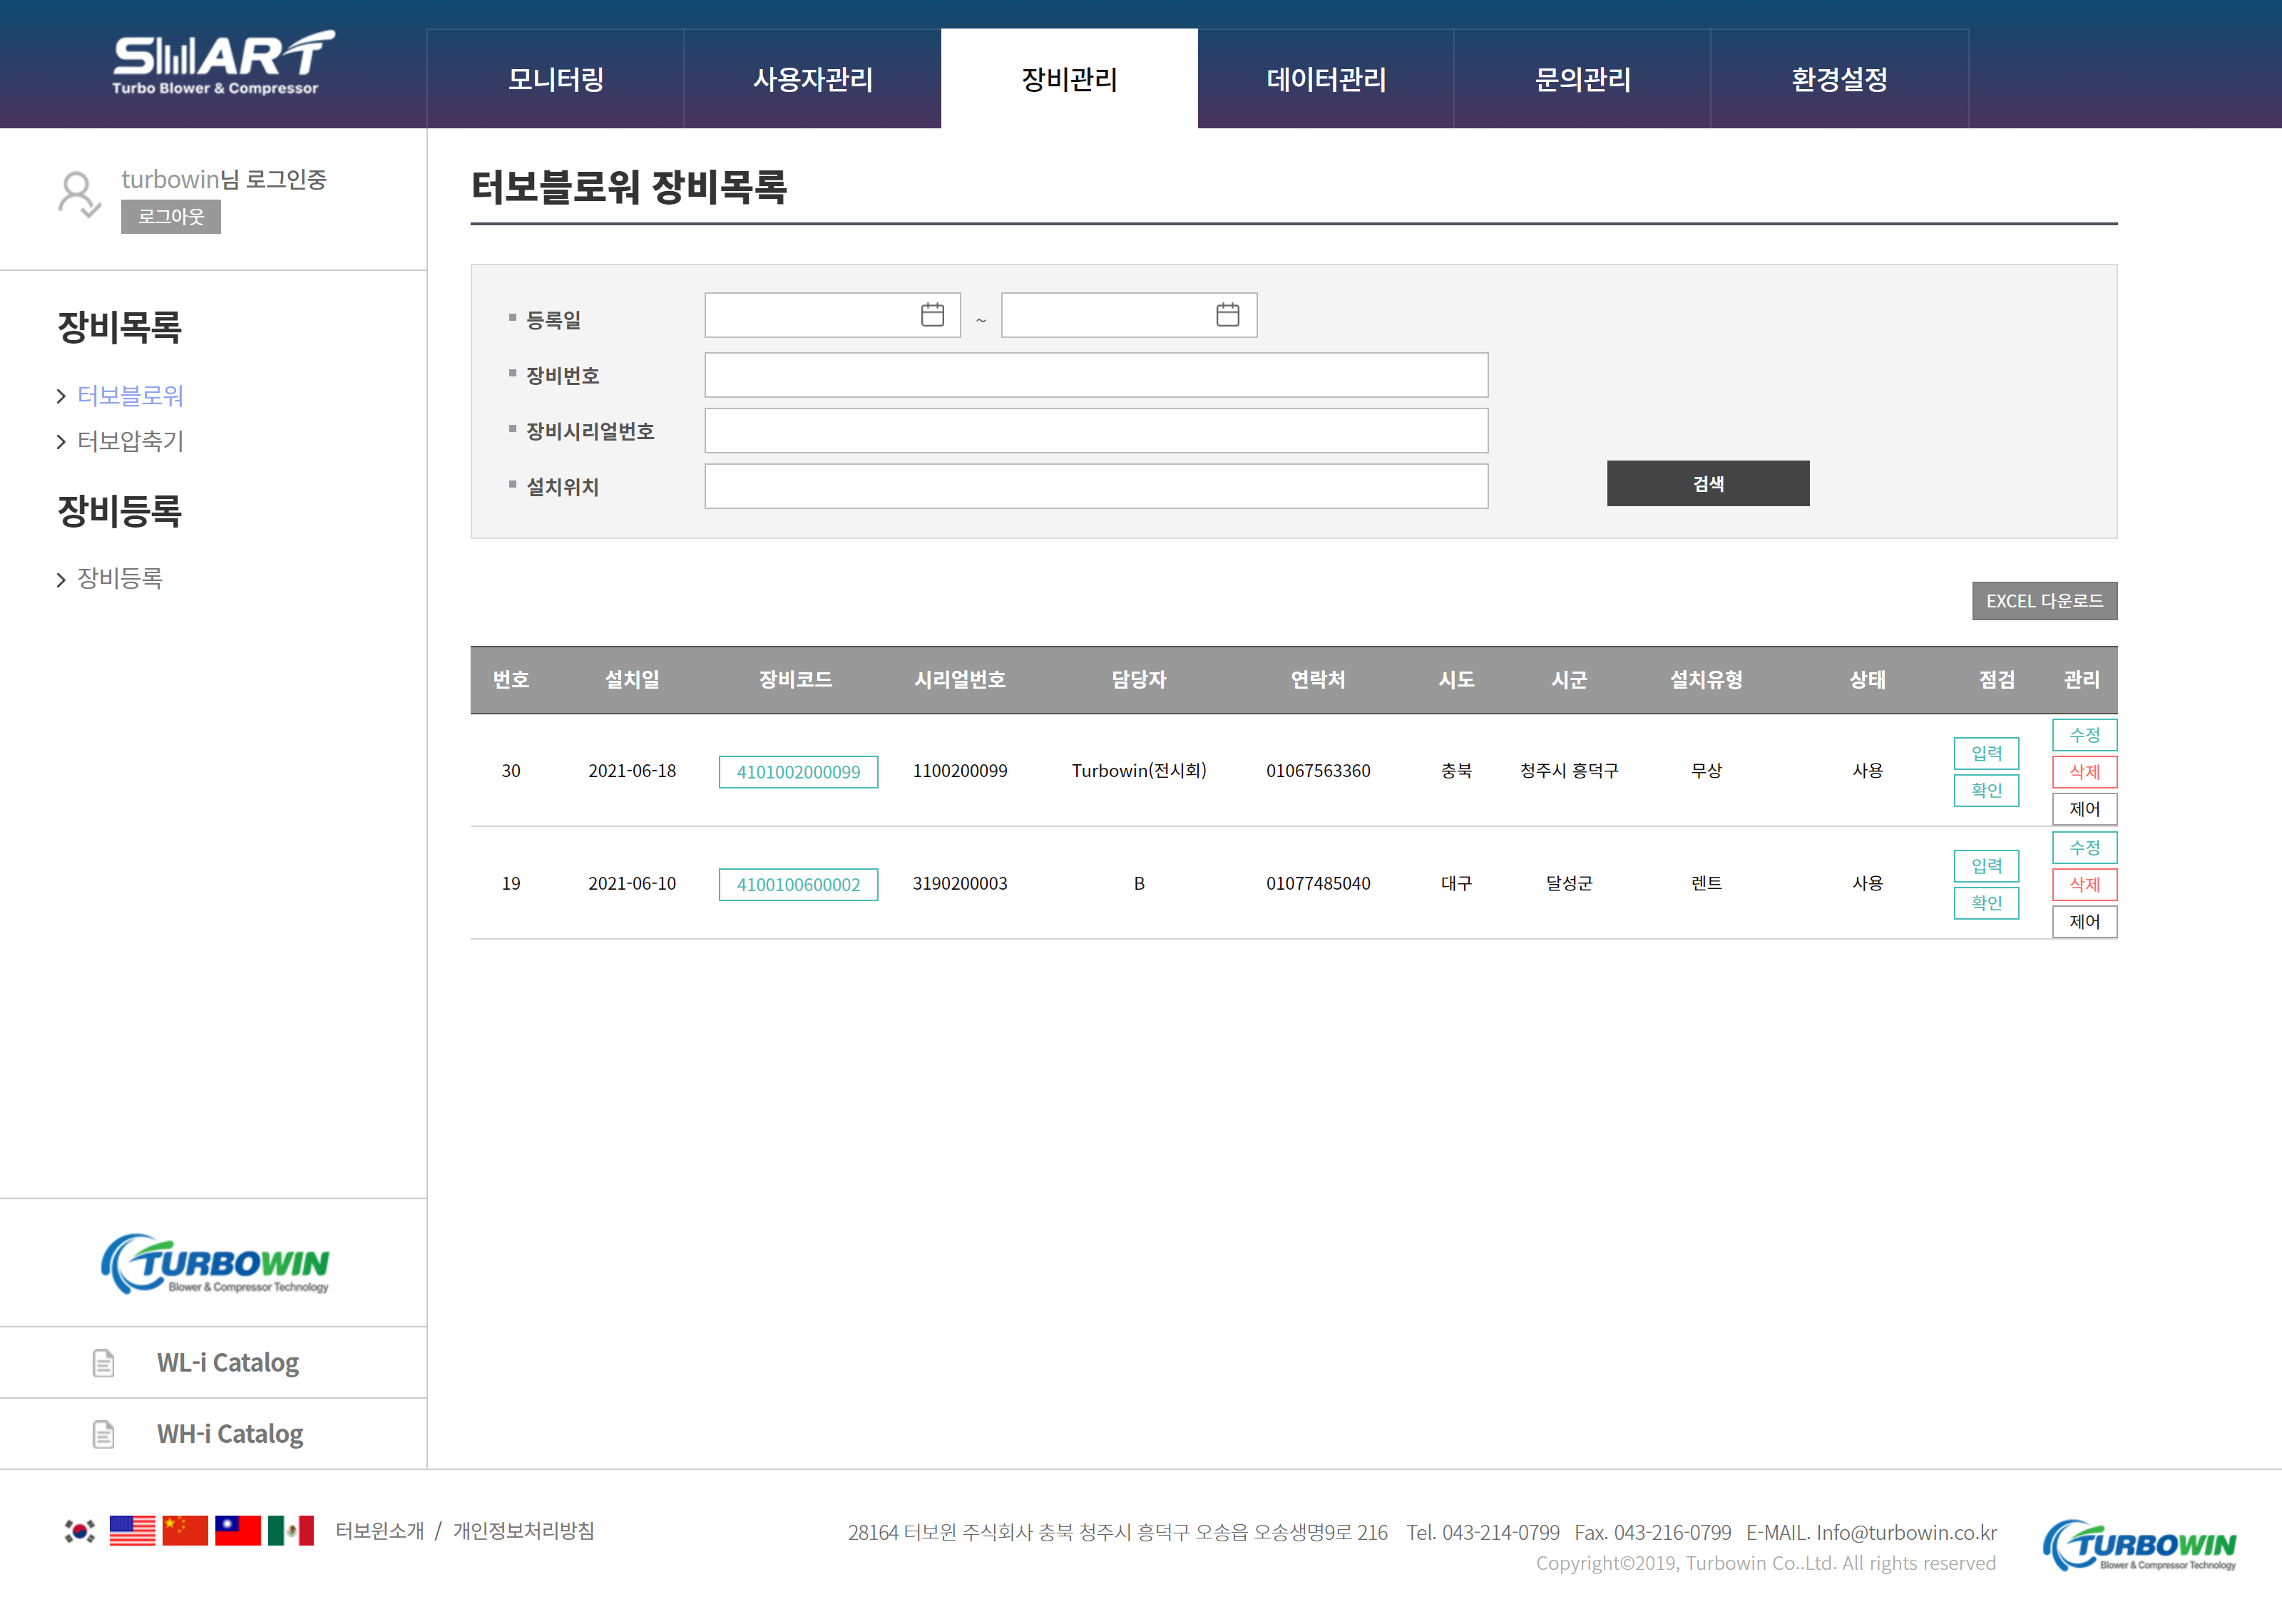 SMART
Turbo Blower & Compressor
모니터링 사용자관리 장비관리 데이터관리 문의관리 환경설정
turbowin님 로그인중
로그아웃
장비목록
터보블로워
터보압축기
장비등록
장비등록
TURBOWIN
Blower & Compressor Technology
WL-i Catalog
WH-i Catalog
터보블로워 장비목록
등록일 ~
장비번호
장비시리얼번호
설치위치
검색
EXCEL 다운로드
번호 설치일 장비코드 시리얼번호 담당자 연락처 시도 시군 설치유형 상태 점검 관리
30 2021-06-18 4101002000099 1100200099 Turbowin(전시회) 01067563360 충북 청주시 흥덕구 무상 사용 입력 확인 수정 삭제 제어
19 2021-06-10 4100100600002 3190200003 B 01077485040 대구 달성군 렌트 사용 입력 확인 수정 삭제 제어
터보윈소개 / 개인정보처리방침
28164 터보윈 주식회사 충북 청주시 흥덕구 오송읍 오송생명9로 216 Tel. 043-214-0799 Fax. 043-216-0799 E-MAIL. Info@turbowin.co.kr
Copyright©2019, Turbowin Co..Ltd. All rights reserved
TURBOWIN
Blower & Compressor Technology